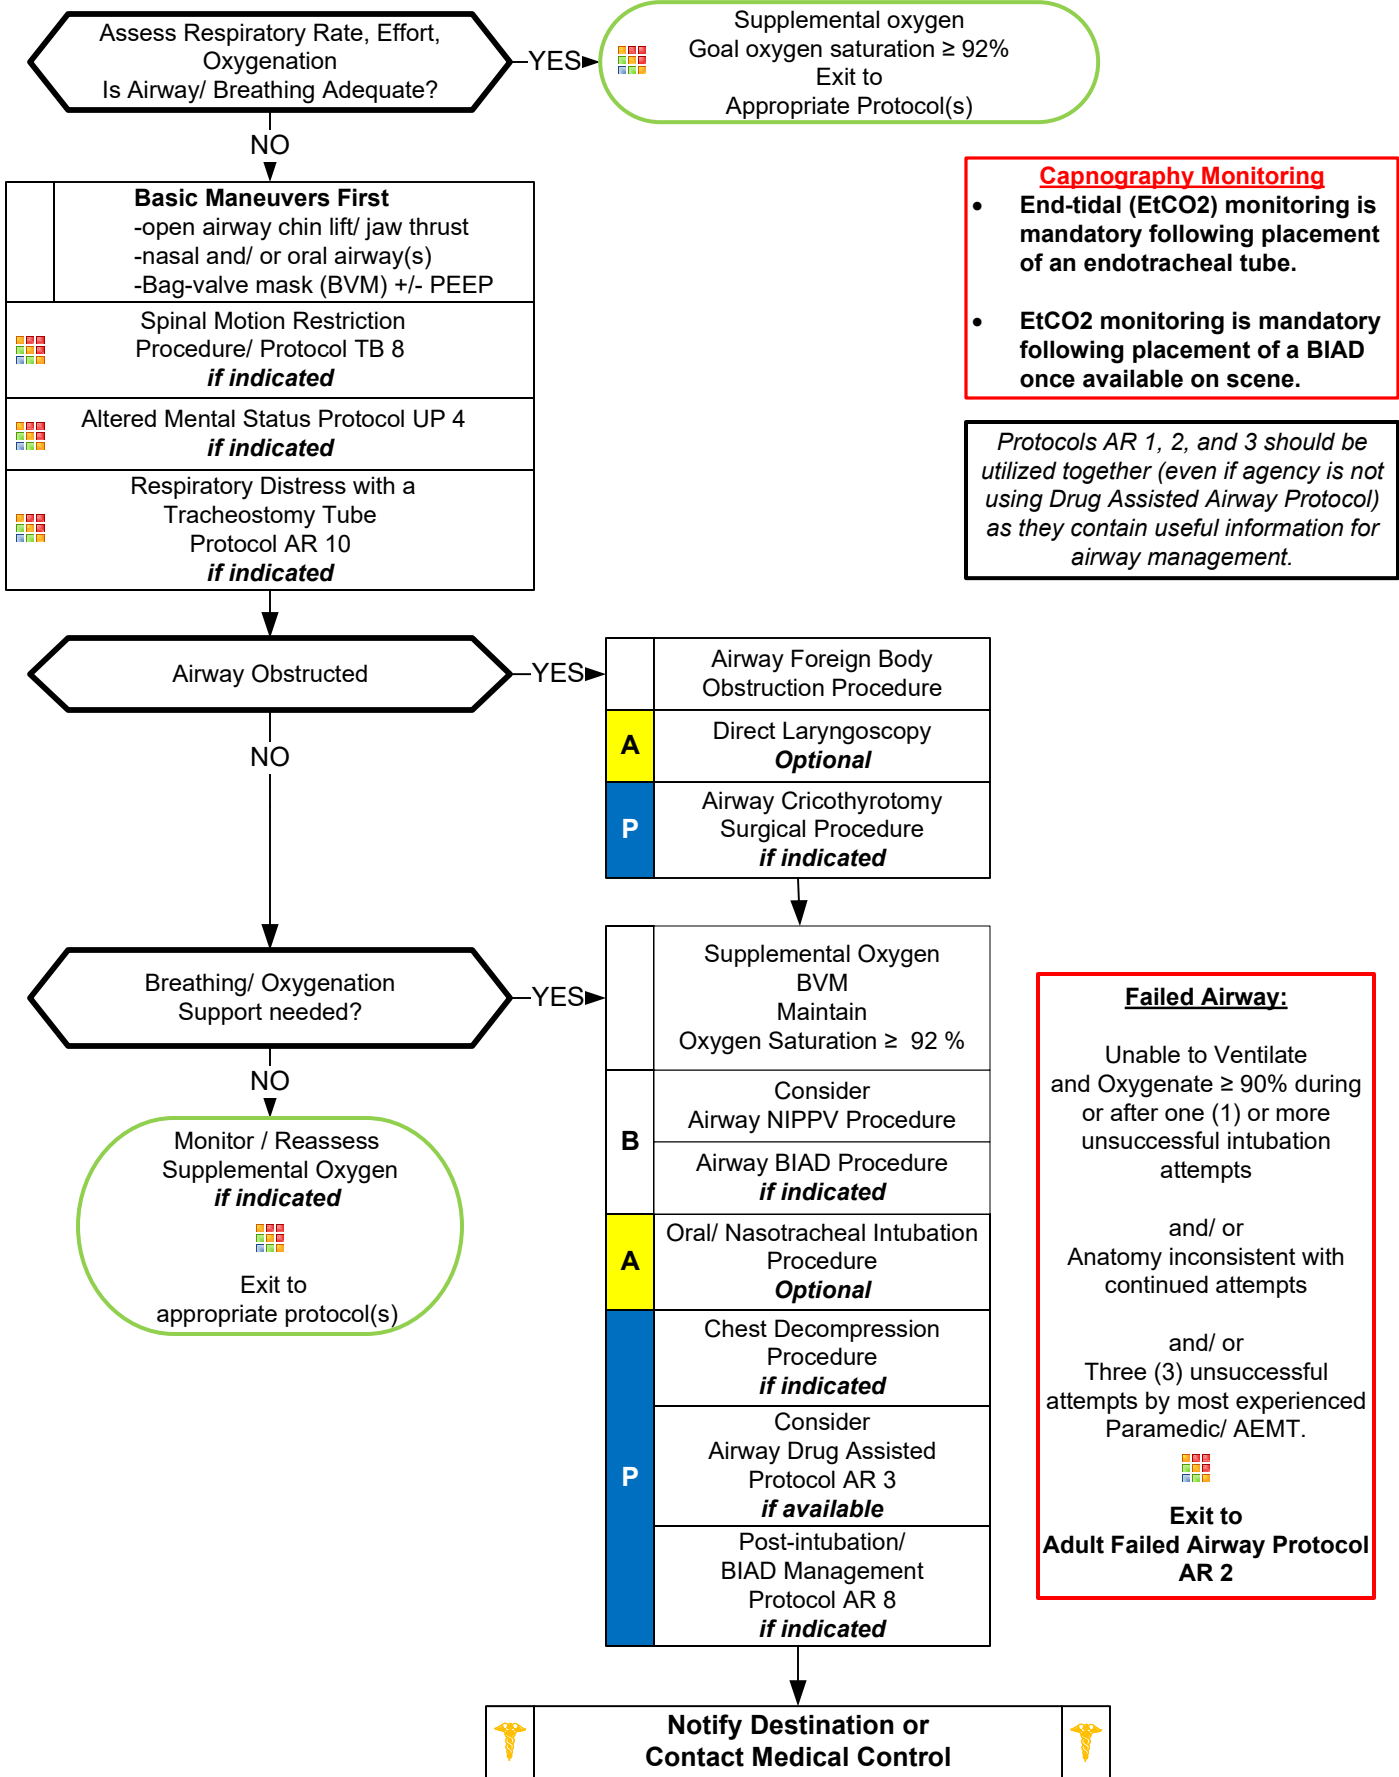 Assess Respiratory Rate, Effort,
Oxygenation
Is Airway/ Breathing Adequate?
YES
Supplemental oxygen
Goal oxygen saturation ≥ 92%
Exit to
Appropriate Protocol(s)
NO
Basic Maneuvers First
-open airway chin lift/ jaw thrust
-nasal and/ or oral airway(s)
-Bag-valve mask (BVM) +/- PEEP
Spinal Motion Restriction
Procedure/ Protocol TB 8
if indicated
Altered Mental Status Protocol UP 4
if indicated
Respiratory Distress with a
Tracheostomy Tube
Protocol AR 10
if indicated
Capnography Monitoring
• End-tidal (EtCO2) monitoring is
mandatory following placement
of an endotracheal tube.
• EtCO2 monitoring is mandatory
following placement of a BIAD
once available on scene.
Protocols AR 1, 2, and 3 should be
utilized together (even if agency is not
using Drug Assisted Airway Protocol)
as they contain useful information for
airway management.
Airway Obstructed
YES
Airway Foreign Body
Obstruction Procedure
A
Direct Laryngoscopy
Optional
P
Airway Cricothyrotomy
Surgical Procedure
if indicated
NO
Breathing/ Oxygenation
Support needed?
YES
Supplemental Oxygen
BVM
Maintain
Oxygen Saturation ≥ 92 %
B
Consider
Airway NIPPV Procedure
Airway BIAD Procedure
if indicated
A
Oral/ Nasotracheal Intubation
Procedure
Optional
P
Chest Decompression
Procedure
if indicated
Consider
Airway Drug Assisted
Protocol AR 3
if available
Post-intubation/
BIAD Management
Protocol AR 8
if indicated
NO
Monitor / Reassess
Supplemental Oxygen
if indicated
Exit to
appropriate protocol(s)
Failed Airway:
Unable to Ventilate
and Oxygenate ≥ 90% during
or after one (1) or more
unsuccessful intubation
attempts
and/ or
Anatomy inconsistent with
continued attempts
and/ or
Three (3) unsuccessful
attempts by most experienced
Paramedic/ AEMT.
Exit to
Adult Failed Airway Protocol
AR 2
Notify Destination or
Contact Medical Control